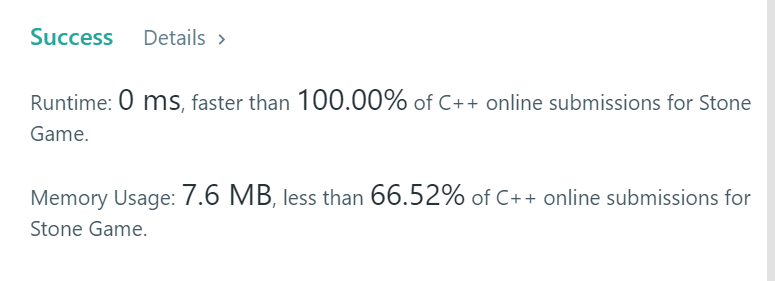 Success Details >
Runtime: 0 ms, faster than 100.00% of C++ online submissions for Stone
Game.
Memory Usage: 7.6 MB, less than 66.52% of C++ online submissions for
Stone Game.